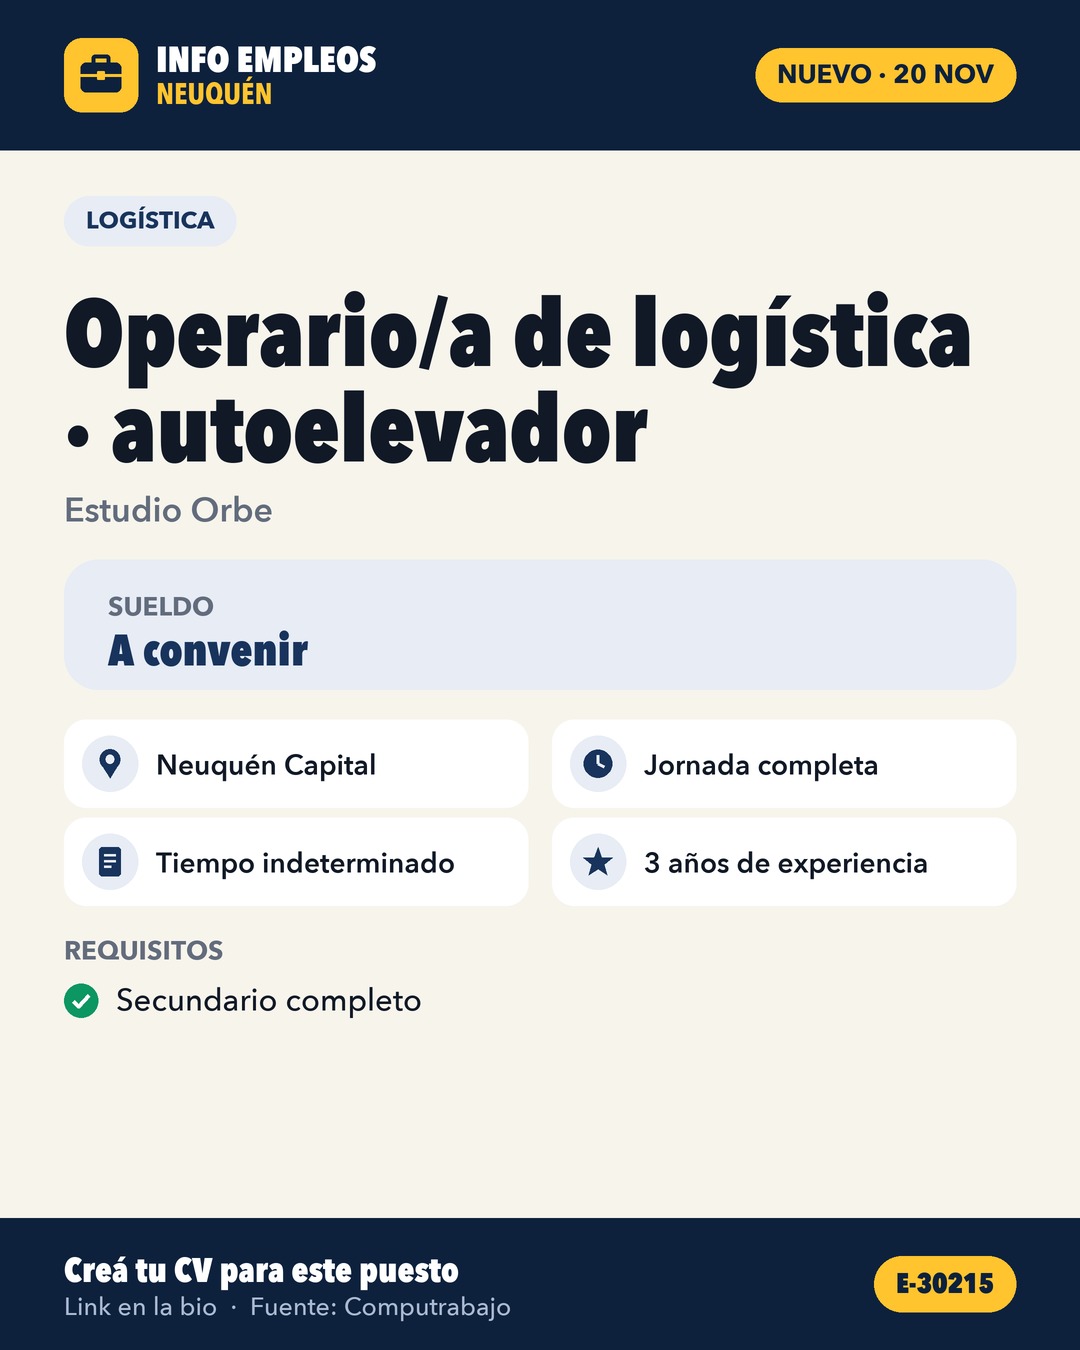 INFO EMPLEOS
NEUQUÉN
NUEVO · 20 NOV
LOGÍSTICA
Operario/a de logística
· autoelevador
Estudio Orbe
SUELDO
A convenir
Neuquén Capital
Jornada completa
Tiempo indeterminado
3 años de experiencia
REQUISITOS
Secundario completo
Creá tu CV para este puesto
Link en la bio · Fuente: Computrabajo
E-30215